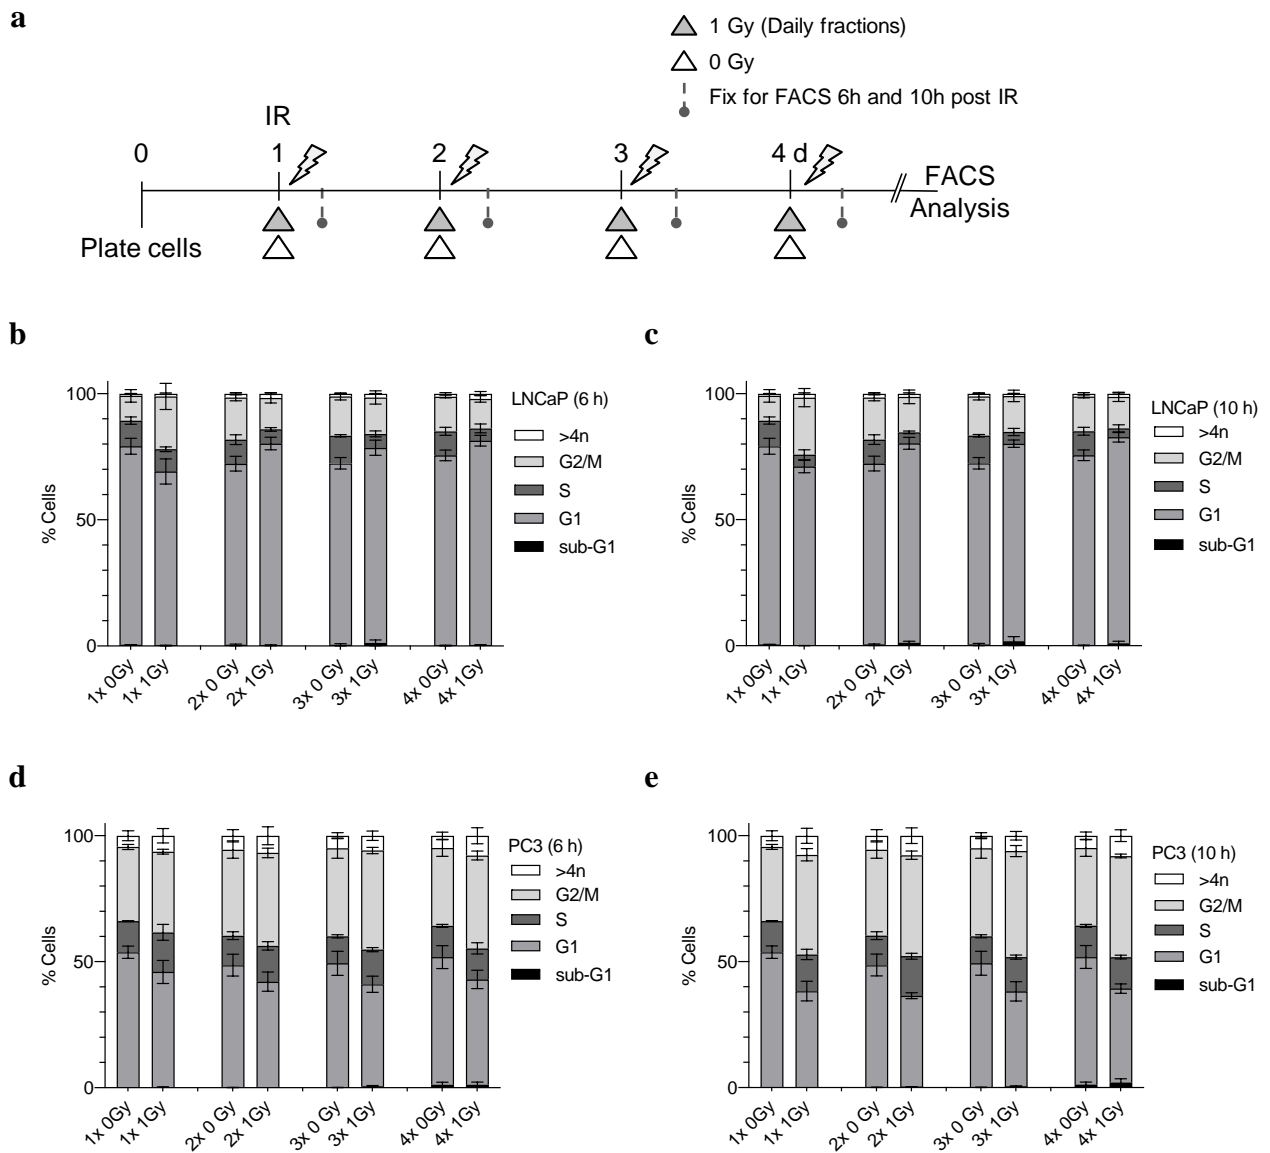 a
1 Gy (Daily fractions)
0 Gy
Fix for FACS 6h and 10h post IR
IR
0 1 2 3 4 d
FACS
Analysis
Plate cells
b
% Cells
100
50
0
LNCaP (6 h)
>4n
G2/M
S
G1
sub-G1
1x 0Gy
1x 1Gy
2x 0 Gy
2x 1Gy
3x 0 Gy
3x 1Gy
4x 0Gy
4x 1Gy
c
% Cells
100
50
0
LNCaP (10 h)
>4n
G2/M
S
G1
sub-G1
1x 0Gy
1x 1Gy
2x 0 Gy
2x 1Gy
3x 0 Gy
3x 1Gy
4x 0Gy
4x 1Gy
d
% Cells
100
50
0
PC3 (6 h)
>4n
G2/M
S
G1
sub-G1
1x 0Gy
1x 1Gy
2x 0 Gy
2x 1Gy
3x 0 Gy
3x 1Gy
4x 0Gy
4x 1Gy
e
% Cells
100
50
0
PC3 (10 h)
>4n
G2/M
S
G1
sub-G1
1x 0Gy
1x 1Gy
2x 0 Gy
2x 1Gy
3x 0 Gy
3x 1Gy
4x 0Gy
4x 1Gy